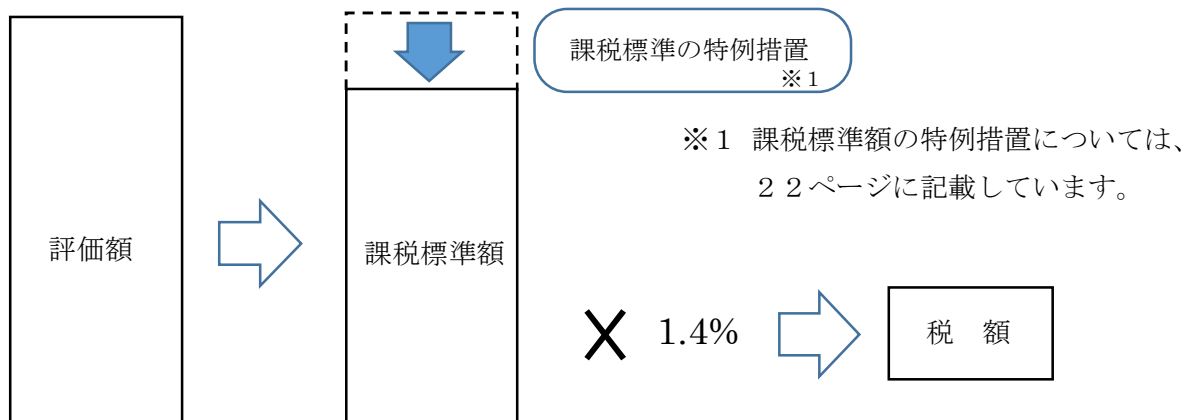 課税標準の特例措置
※1
※1 課税標準額の特例措置については、
22ページに記載しています。
評価額
課税標準額
X 1.4%
税 額